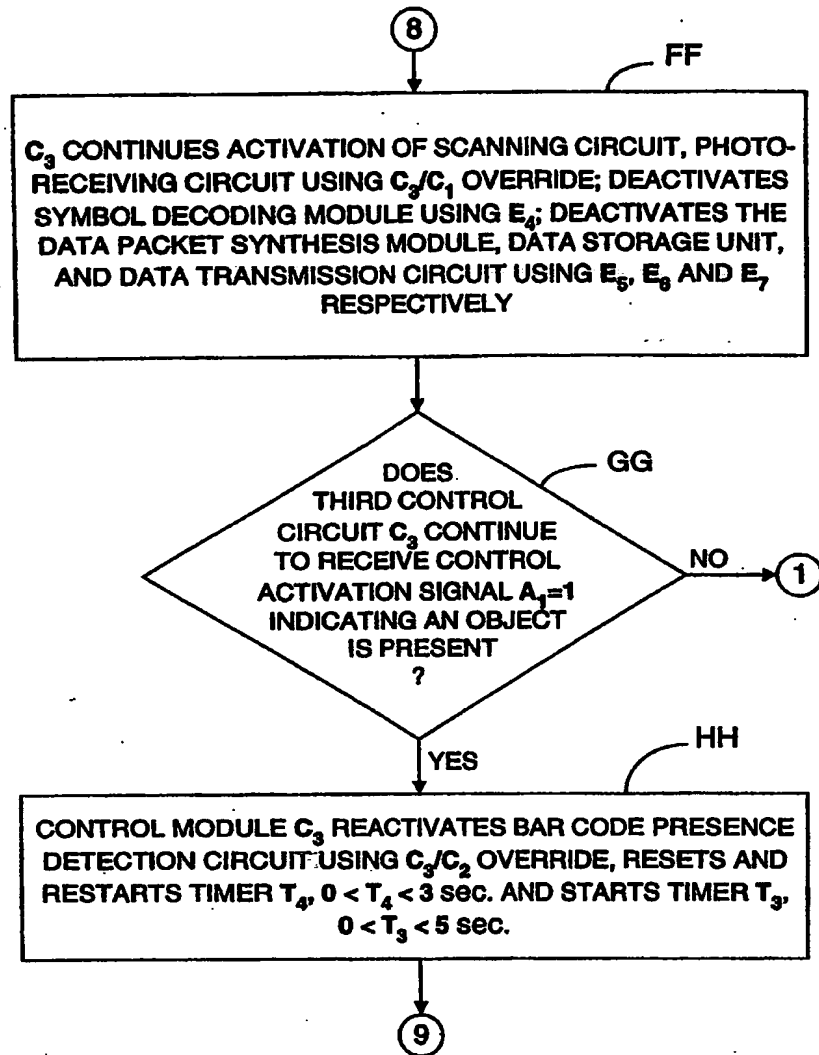 8
FF
C₃ CONTINUES ACTIVATION OF SCANNING CIRCUIT, PHOTO-
RECEIVING CIRCUIT USING C₃/C₁ OVERRIDE; DEACTIVATES
SYMBOL DECODING MODULE USING E₄; DEACTIVATES THE
DATA PACKET SYNTHESIS MODULE, DATA STORAGE UNIT,
AND DATA TRANSMISSION CIRCUIT USING E₅, E₆ AND E₇
RESPECTIVELY
GG
DOES
THIRD CONTROL
CIRCUIT C₃ CONTINUE
TO RECEIVE CONTROL
ACTIVATION SIGNAL A₁=1
INDICATING AN OBJECT
IS PRESENT
?
NO
1
YES
HH
CONTROL MODULE C₃ REACTIVATES BAR CODE PRESENCE
DETECTION CIRCUIT USING C₃/C₂ OVERRIDE, RESETS AND
RESTARTS TIMER T₄, 0 < T₄ < 3 sec. AND STARTS TIMER T₃,
0 < T₃ < 5 sec.
9